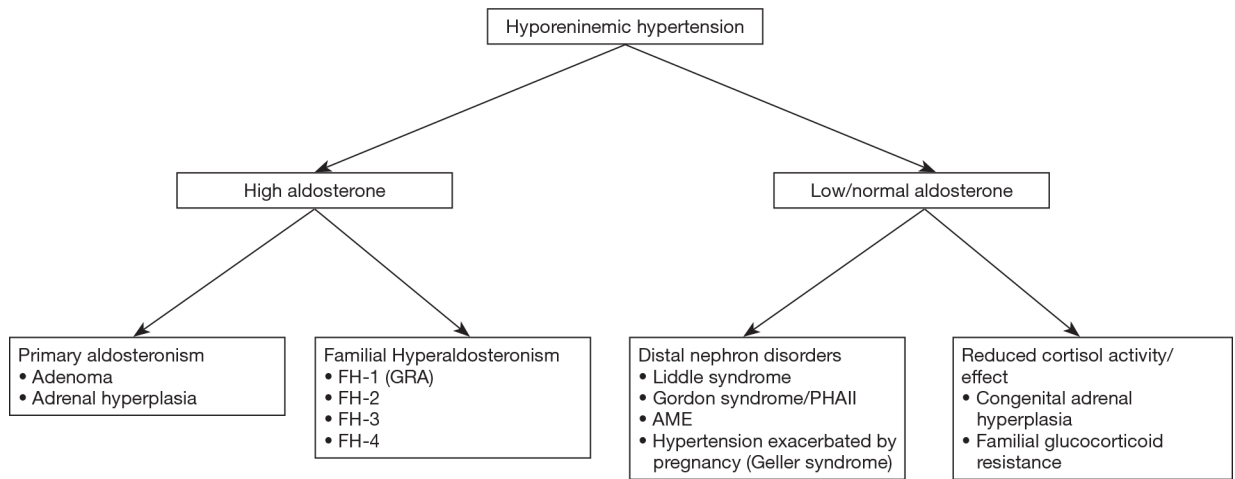 Hyporeninemic hypertension
High aldosterone
Low/normal aldosterone
Primary aldosteronism
• Adenoma
• Adrenal hyperplasia
Familial Hyperaldosteronism
• FH-1 (GRA)
• FH-2
• FH-3
• FH-4
Distal nephron disorders
• Liddle syndrome
• Gordon syndrome/PHAII
• AME
• Hypertension exacerbated by
pregnancy (Geller syndrome)
Reduced cortisol activity/
effect
• Congenital adrenal
hyperplasia
• Familial glucocorticoid
resistance